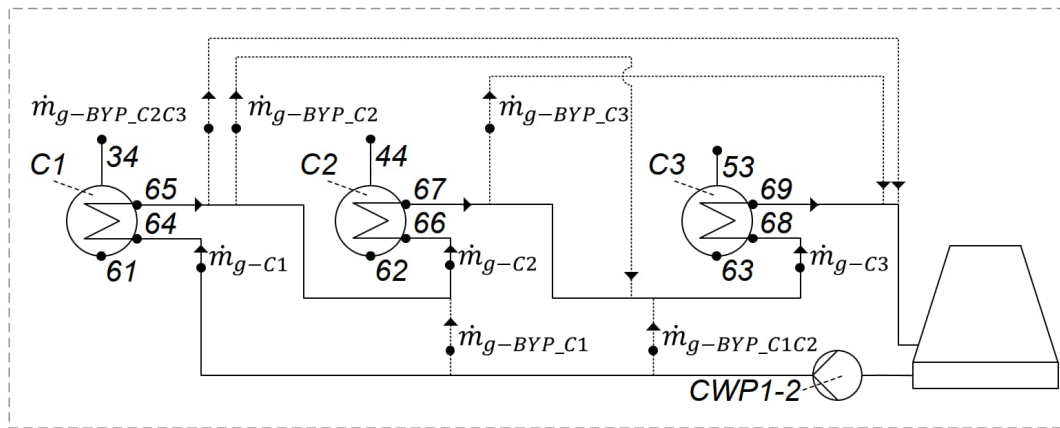 ṁg−BYP_C2C3
ṁg−BYP_C2
ṁg−BYP_C3
34
44
53
C1
C2
C3
65
67
69
64
66
68
61
62
63
ṁg−C1
ṁg−C2
ṁg−C3
ṁg−BYP_C1
ṁg−BYP_C1C2
CWP1-2